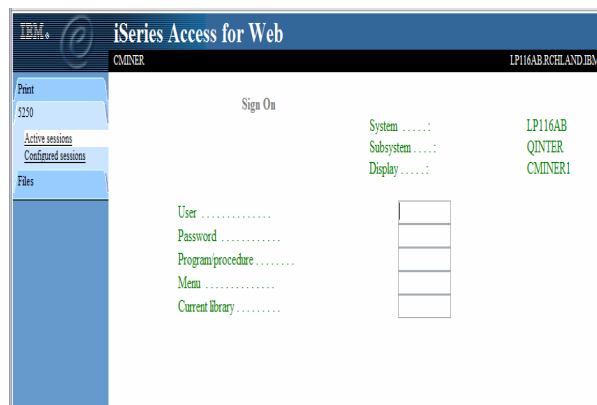 IBM®
iSeries Access for Web
CMINER LP116AB.RCHLAND.IBM
Print
5250
Active sessions
Configured sessions
Files
Sign On
System . . . . . : LP116AB
Subsystem . . . . : QINTER
Display . . . . . : CMINER1
User . . . . . . . . . . . . . .
Password . . . . . . . . . . . .
Program/procedure . . . . . . . .
Menu . . . . . . . . . . . . . .
Current library . . . . . . . . .